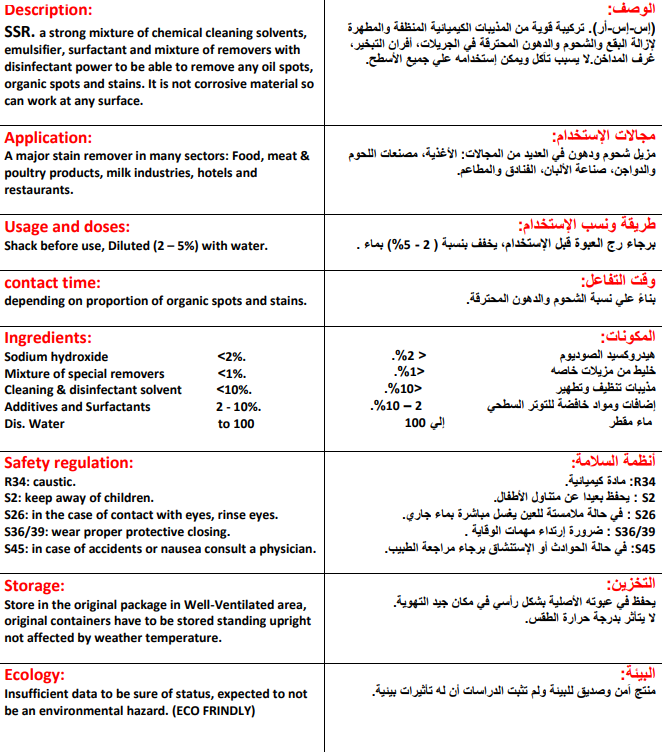 Description:
SSR. a strong mixture of chemical cleaning solvents,
emulsifier, surfactant and mixture of removers with
disinfectant power to be able to remove any oil spots,
organic spots and stains. It is not corrosive material so
can work at any surface.
الوصف:
(إس-إس-أر). تركيبة قوية من المذيبات الكيميائية المنظفة والمطهرة
لإزالة البقع والشحوم والدهون المحترقة في الجريلات، أفران التبخير،
غرف المداخن.لا يسبب تآكل ويمكن إستخدامه علي جميع الأسطح.
Application:
A major stain remover in many sectors: Food, meat &
poultry products, milk industries, hotels and
restaurants.
مجالات الإستخدام:
مزيل شحوم ودهون في العديد من المجالات: الأغذية، مصنعات اللحوم
والدواجن، صناعة الألبان، الفنادق والمطاعم.
Usage and doses:
Shack before use, Diluted (2 – 5%) with water.
طريقة ونسب الإستخدام:
برجاء رج العبوة قبل الإستخدام، يخفف بنسبة ( 2 - 5%) بماء .
contact time:
depending on proportion of organic spots and stains.
وقت التفاعل:
بناءً علي نسبة الشحوم والدهون المحترقة.
Ingredients:
Sodium hydroxide <2%.
Mixture of special removers <1%.
Cleaning & disinfectant solvent <10%.
Additives and Surfactants 2 - 10%.
Dis. Water to 100
المكونات:
هيدروكسيد الصوديوم > 2%.
خليط من مزيلات خاصه >1%.
مذيبات تنظيف وتطهير >10%.
إضافات ومواد خافضة للتوتر السطحي 2 – 10%.
ماء مقطر إلي 100
Safety regulation:
R34: caustic.
S2: keep away of children.
S26: in the case of contact with eyes, rinse eyes.
S36/39: wear proper protective closing.
S45: in case of accidents or nausea consult a physician.
أنظمة السلامة:
R34: مادة كيميائية.
S2 : يحفظ بعيدا عن متناول الأطفال.
S26 : في حالة ملامستة للعين يغسل مباشرة بماء جاري.
S36/39 : ضرورة إرتداء مهمات الوقاية .
S45: في حالة الحوادث أو الإستنشاق برجاء مراجعة الطبيب.
Storage:
Store in the original package in Well-Ventilated area,
original containers have to be stored standing upright
not affected by weather temperature.
التخزين:
يحفظ في عبوته الأصلية بشكل رأسي في مكان جيد التهوية.
لا يتأثر بدرجة حرارة الطقس.
Ecology:
Insufficient data to be sure of status, expected to not
be an environmental hazard. (ECO FRINDLY)
البيئة:
منتج أمن وصديق للبيئة ولم تثبت الدراسات أن له تأثيرات بيئية.